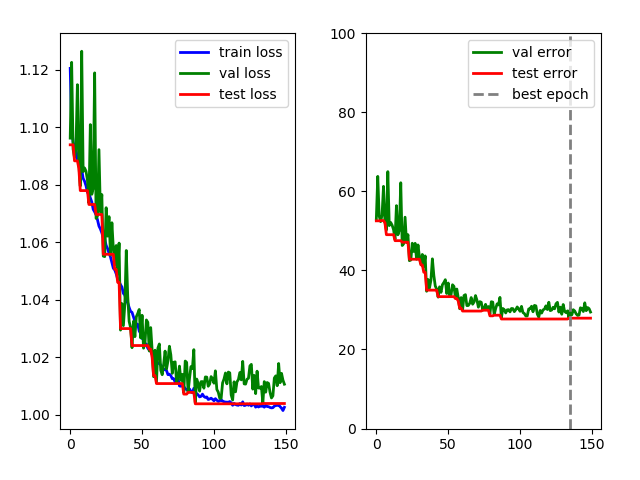 train loss
val loss
test loss
1.12
1.10
1.08
1.06
1.04
1.02
1.00
0 50 100 150
val error
test error
best epoch
100
80
60
40
20
0
0 50 100 150